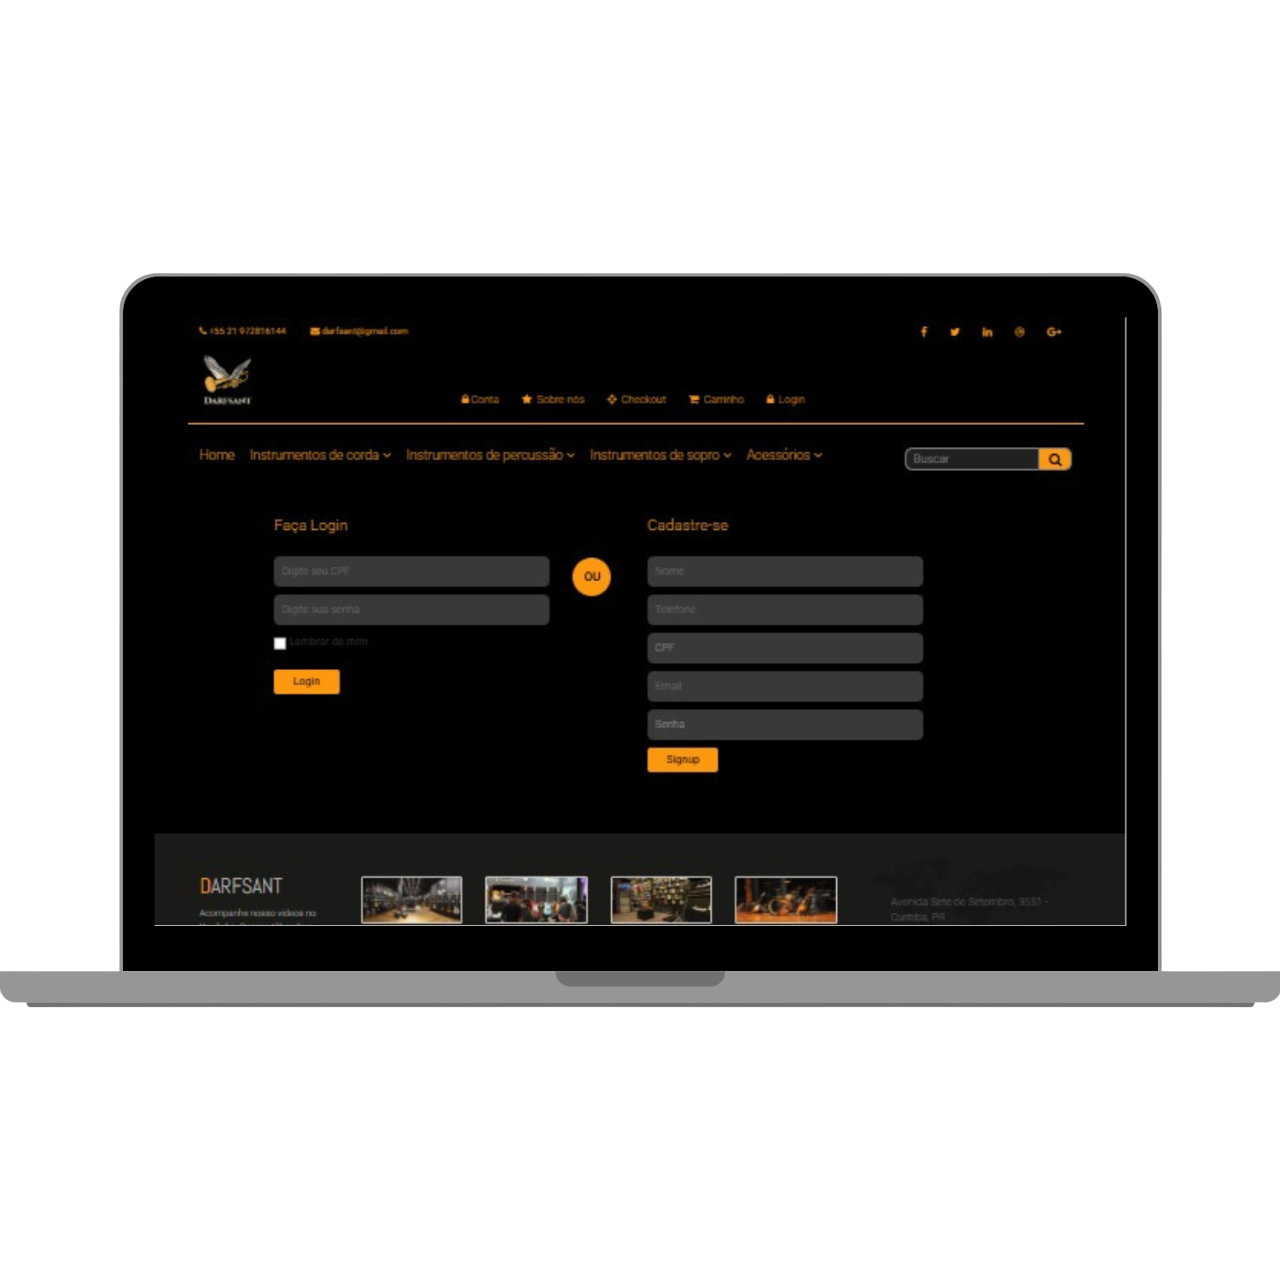 +55 21 972816144 darfsant@gmail.com
DARFSANT
Conta Sobre nós Checkout Carrinho Login
Home Instrumentos de corda Instrumentos de percussão Instrumentos de sopro Acessórios
Buscar
Faça Login
Digite seu CPF
Digite sua senha
Lembrar de mim
Login
OU
Cadastre-se
Nome
Telefone
CPF
Email
Senha
Signup
DARFSANT
Acompanhe nosso vídeos no
Avenida Sete de Setembro, 3551 -
Curitiba, PR